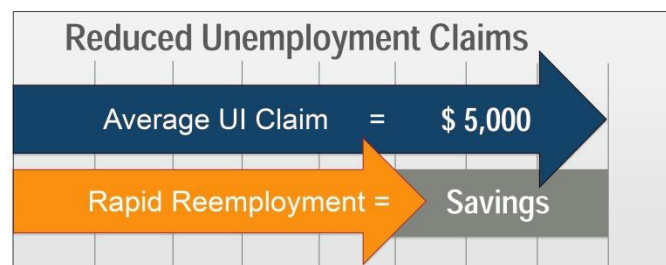 Reduced Unemployment Claims
Average UI Claim = $ 5,000
Rapid Reemployment = Savings